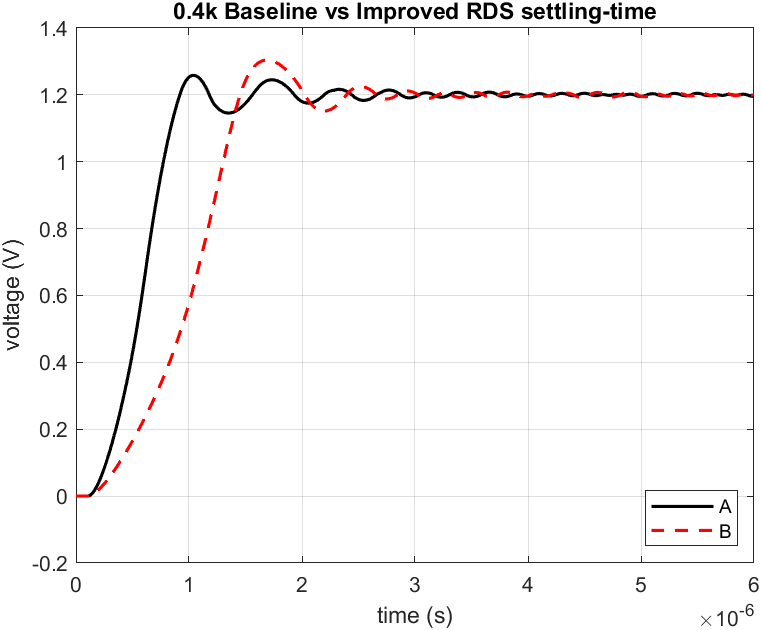 0.4k Baseline vs Improved RDS settling-time
1.4
1.2
1
0.8
0.6
0.4
0.2
0
-0.2
voltage (V)
0 1 2 3 4 5 6
time (s)
×10-6
A
B